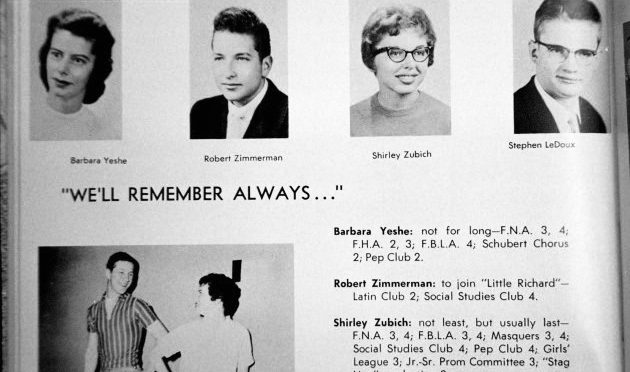 Barbara Yeshe
Robert Zimmerman
Shirley Zubich
Stephen LeDoux
"WE'LL REMEMBER ALWAYS..."
Barbara Yeshe: not for long—F.N.A. 3, 4;
F.H.A. 2, 3; F.B.L.A. 4; Schubert Chorus
2; Pep Club 2.
Robert Zimmerman: to join "Little Richard"—
Latin Club 2; Social Studies Club 4.
Shirley Zubich: not least, but usually last—
F.N.A. 3, 4; F.B.L.A. 3, 4; Masquers 3, 4;
Social Studies Club 4; Pep Club 4; Girls'
League 3; Jr.-Sr. Prom Committee 3; "Stag